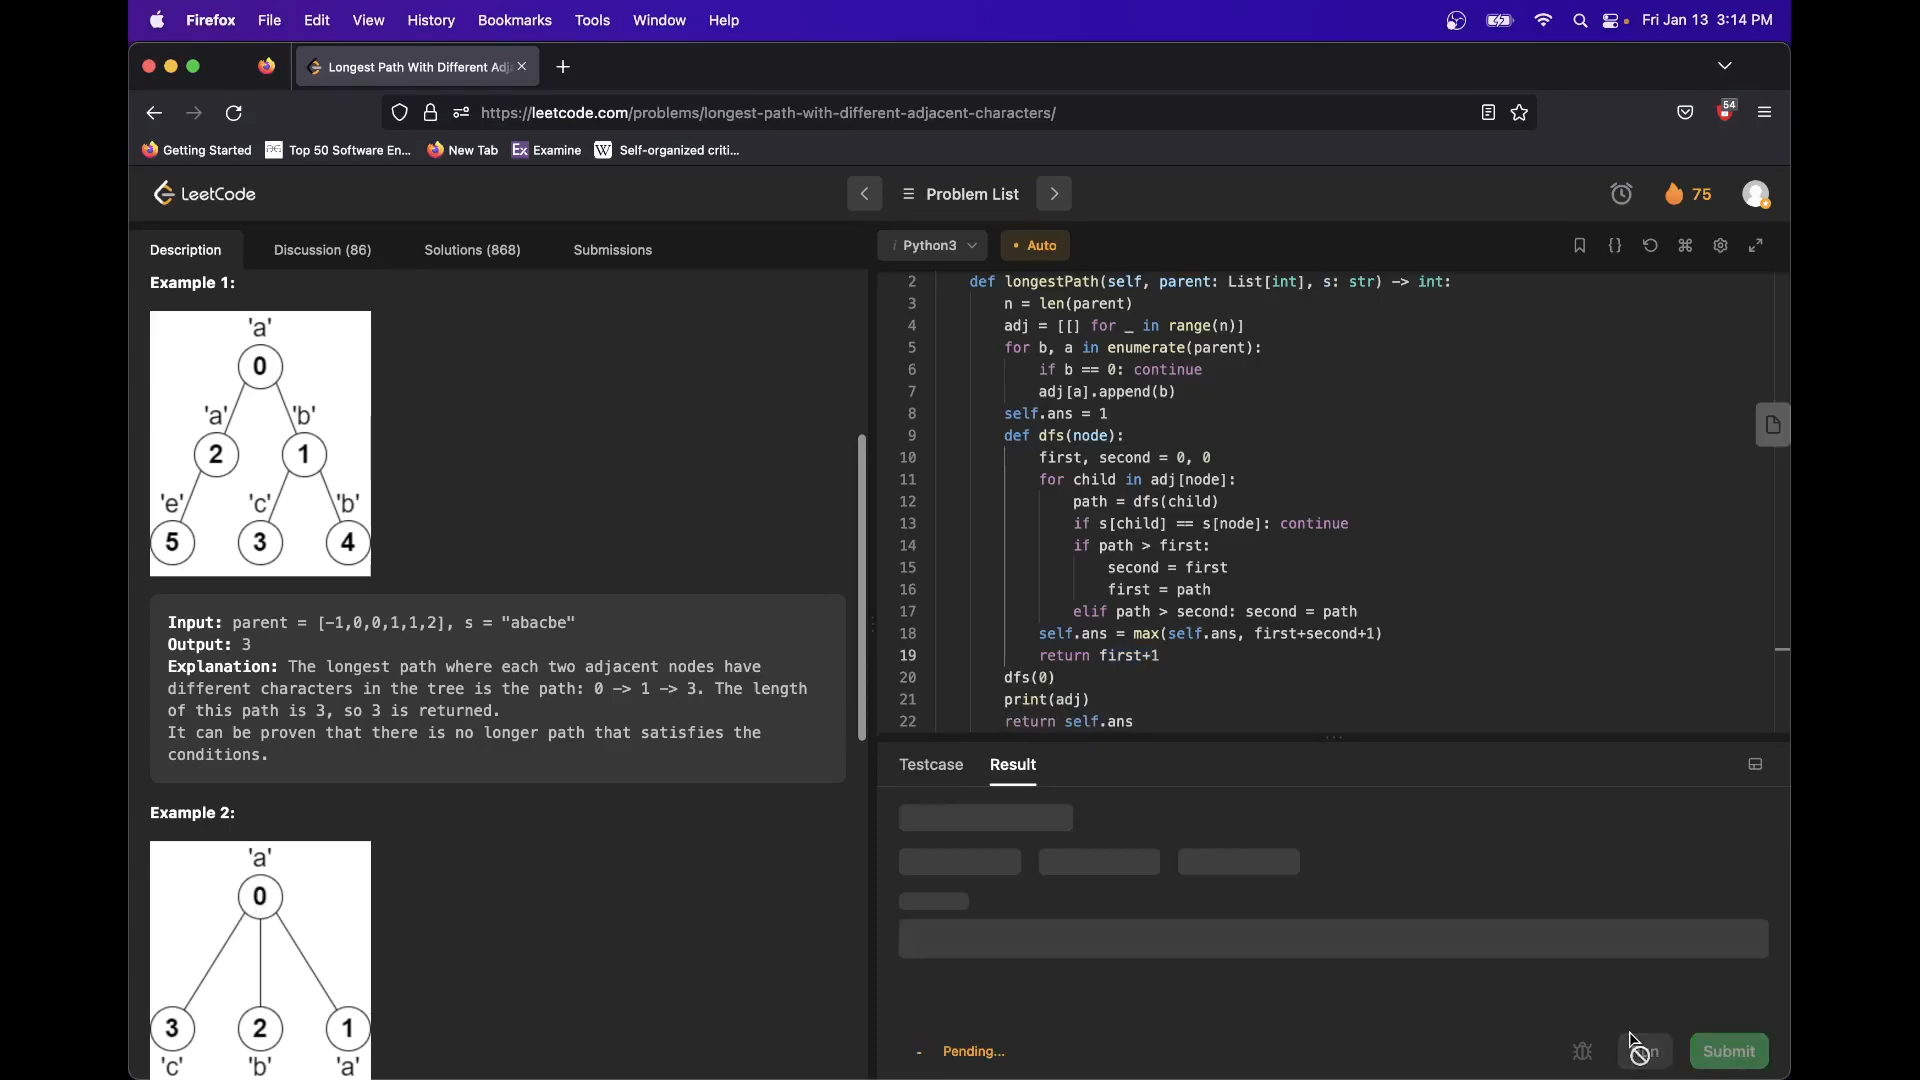 Firefox File Edit View History Bookmarks Tools Window Help Fri Jan 13 3:14 PM
Longest Path With Different Adj
https://leetcode.com/problems/longest-path-with-different-adjacent-characters/
54
Getting Started Top 50 Software En... New Tab Ex Examine W Self-organized criti...
LeetCode
Problem List
75
Description Discussion (86) Solutions (868) Submissions
Example 1:
'a'
0
'a' 'b'
2 1
'e' 'c' 'b'
5 3 4
Input: parent = [-1,0,0,1,1,2], s = "abacbe"
Output: 3
Explanation: The longest path where each two adjacent nodes have
different characters in the tree is the path: 0 -> 1 -> 3. The length
of this path is 3, so 3 is returned.
It can be proven that there is no longer path that satisfies the
conditions.
Example 2:
'a'
0
3 2 1
'c' 'b' 'a'
i Python3 • Auto
2 def longestPath(self, parent: List[int], s: str) -> int:
3 n = len(parent)
4 adj = [[] for _ in range(n)]
5 for b, a in enumerate(parent):
6 if b == 0: continue
7 adj[a].append(b)
8 self.ans = 1
9 def dfs(node):
10 first, second = 0, 0
11 for child in adj[node]:
12 path = dfs(child)
13 if s[child] == s[node]: continue
14 if path > first:
15 second = first
16 first = path
17 elif path > second: second = path
18 self.ans = max(self.ans, first+second+1)
19 return first+1
20 dfs(0)
21 print(adj)
22 return self.ans
Testcase Result
- Pending...
Submit